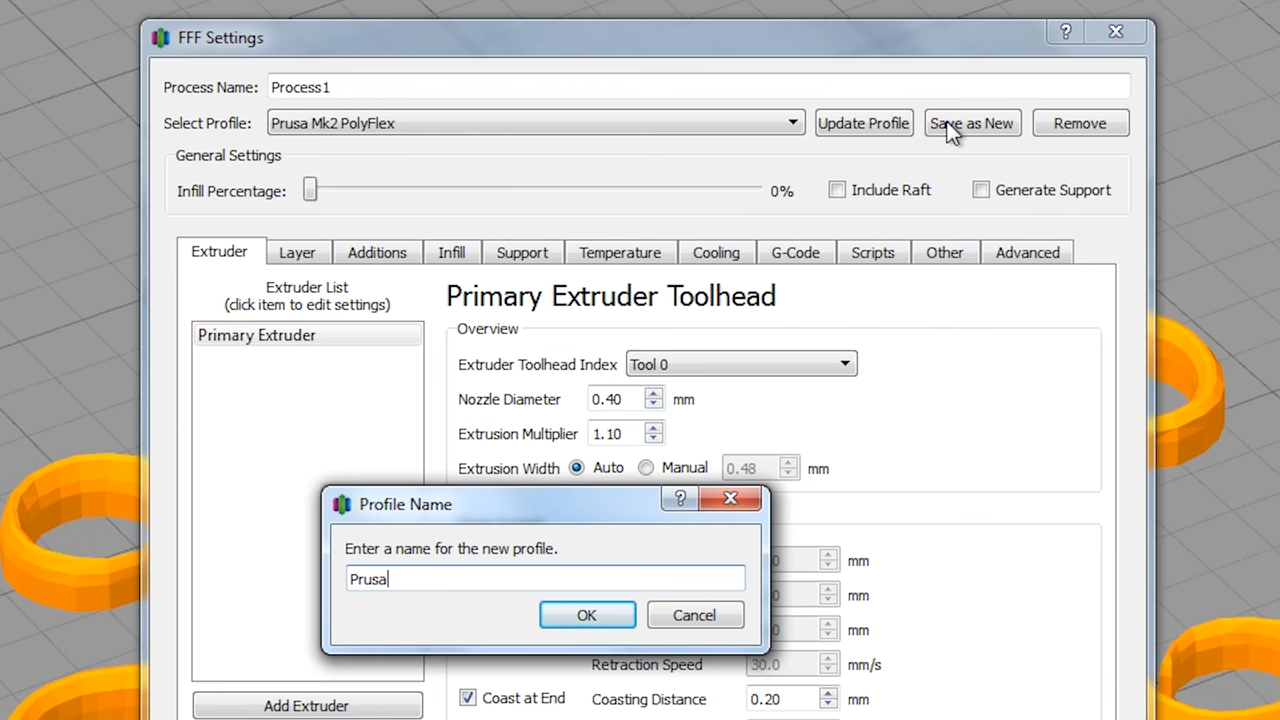 FFF Settings
Process Name: Process1
Select Profile: Prusa Mk2 PolyFlex Update Profile Save as New Remove
General Settings
Infill Percentage: 0% Include Raft Generate Support
Extruder Layer Additions Infill Support Temperature Cooling G-Code Scripts Other Advanced
Extruder List
(click item to edit settings)
Primary Extruder
Add Extruder
Primary Extruder Toolhead
Overview
Extruder Toolhead Index Tool 0
Nozzle Diameter 0.40 mm
Extrusion Multiplier 1.10
Extrusion Width Auto Manual 0.48 mm
mm
mm
mm
Retraction Speed 30.0 mm/s
Coast at End Coasting Distance 0.20 mm
Profile Name
Enter a name for the new profile.
Prusa
OK Cancel